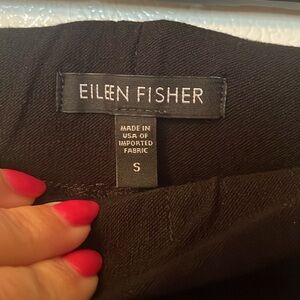 EILEEN FISHER
MADE IN
USA OF
IMPORTED
FABRIC
S